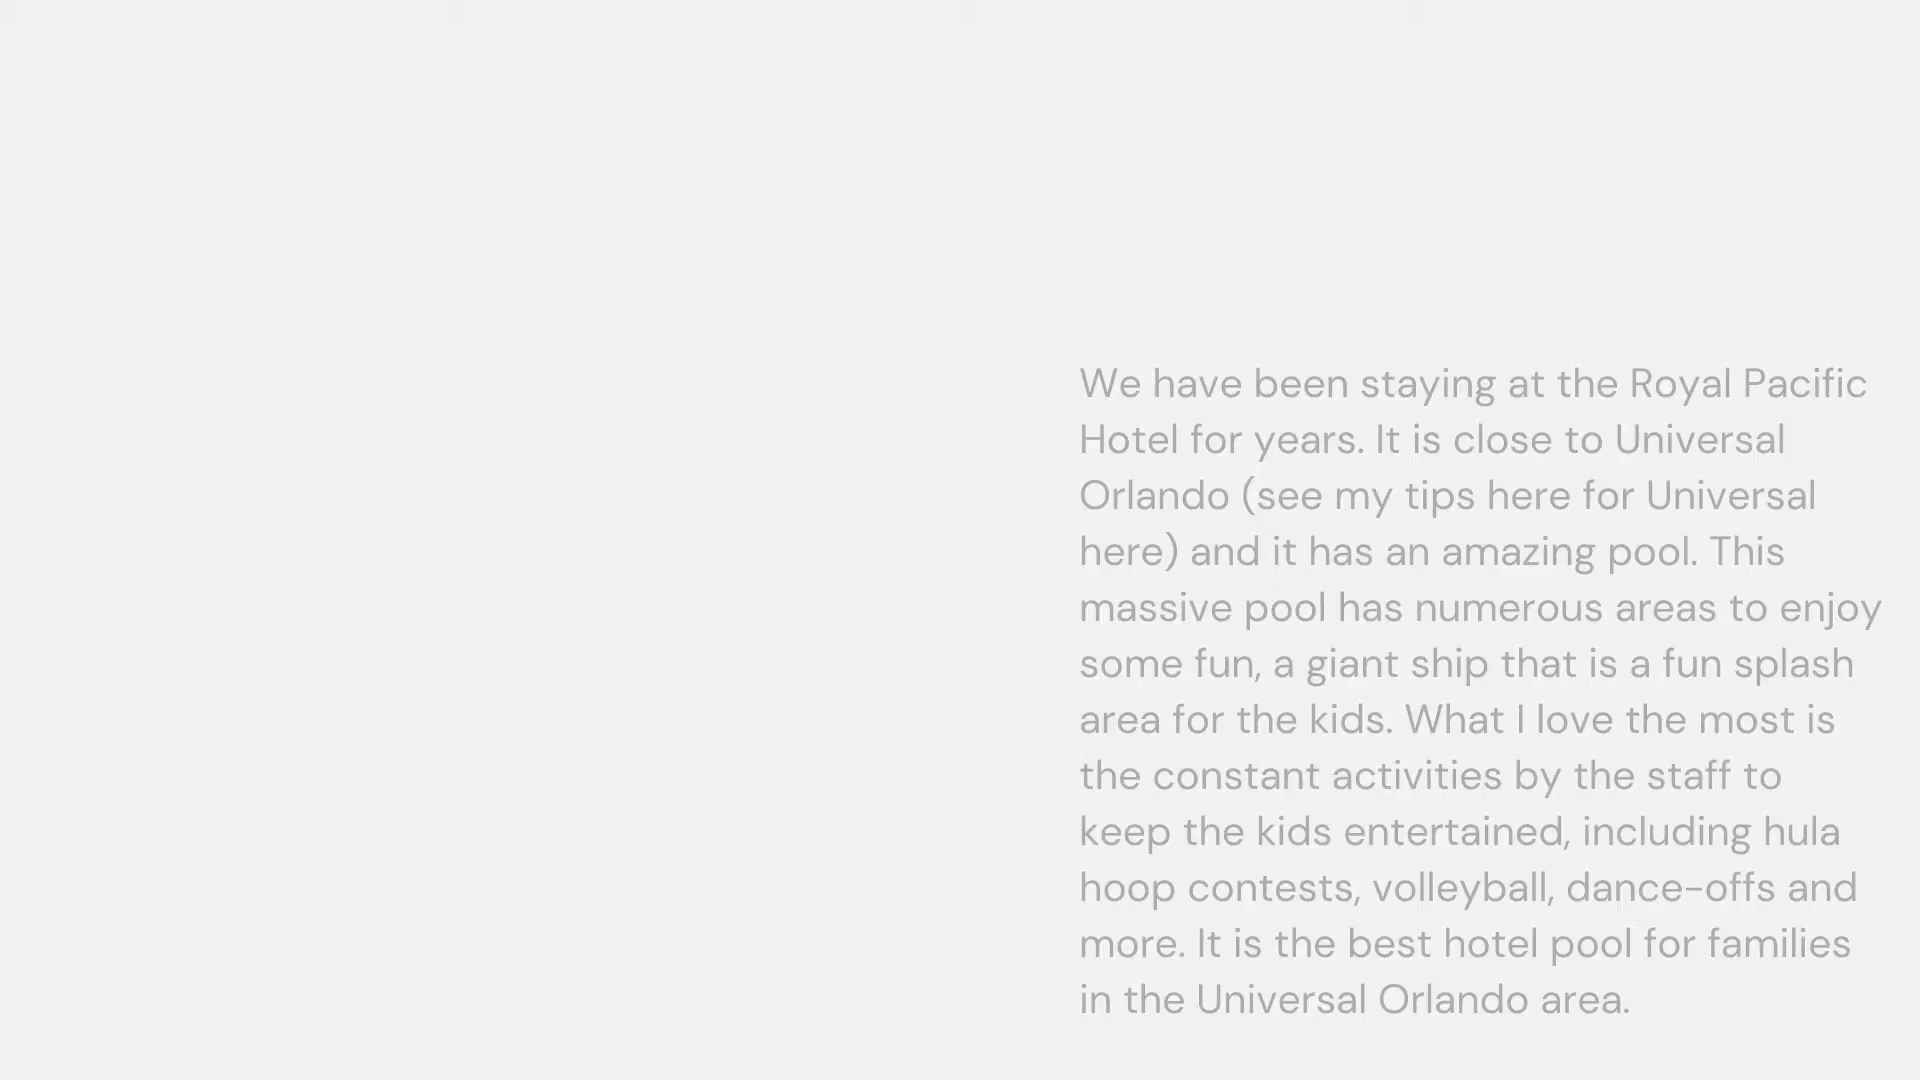 We have been staying at the Royal Pacific
Hotel for years. It is close to Universal
Orlando (see my tips here for Universal
here) and it has an amazing pool. This
massive pool has numerous areas to enjoy
some fun, a giant ship that is a fun splash
area for the kids. What I love the most is
the constant activities by the staff to
keep the kids entertained, including hula
hoop contests, volleyball, dance-offs and
more. It is the best hotel pool for families
in the Universal Orlando area.